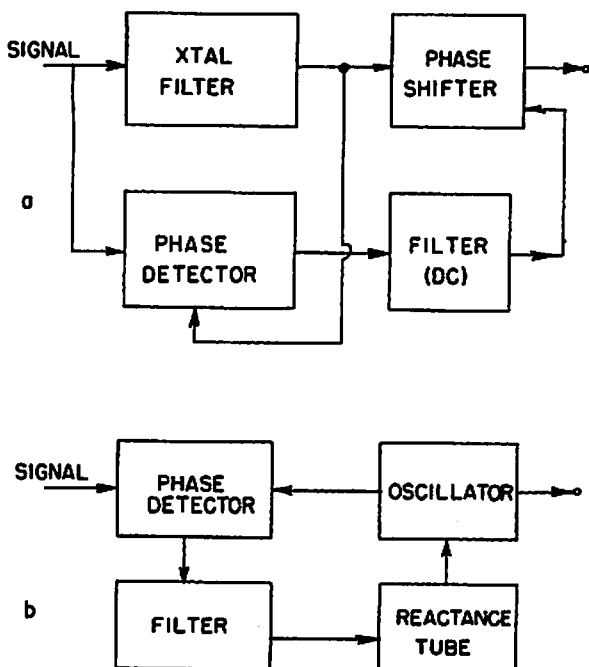 SIGNAL
XTAL
FILTER
PHASE
SHIFTER
a
PHASE
DETECTOR
FILTER
(DC)
SIGNAL
PHASE
DETECTOR
OSCILLATOR
b
FILTER
REACTANCE
TUBE